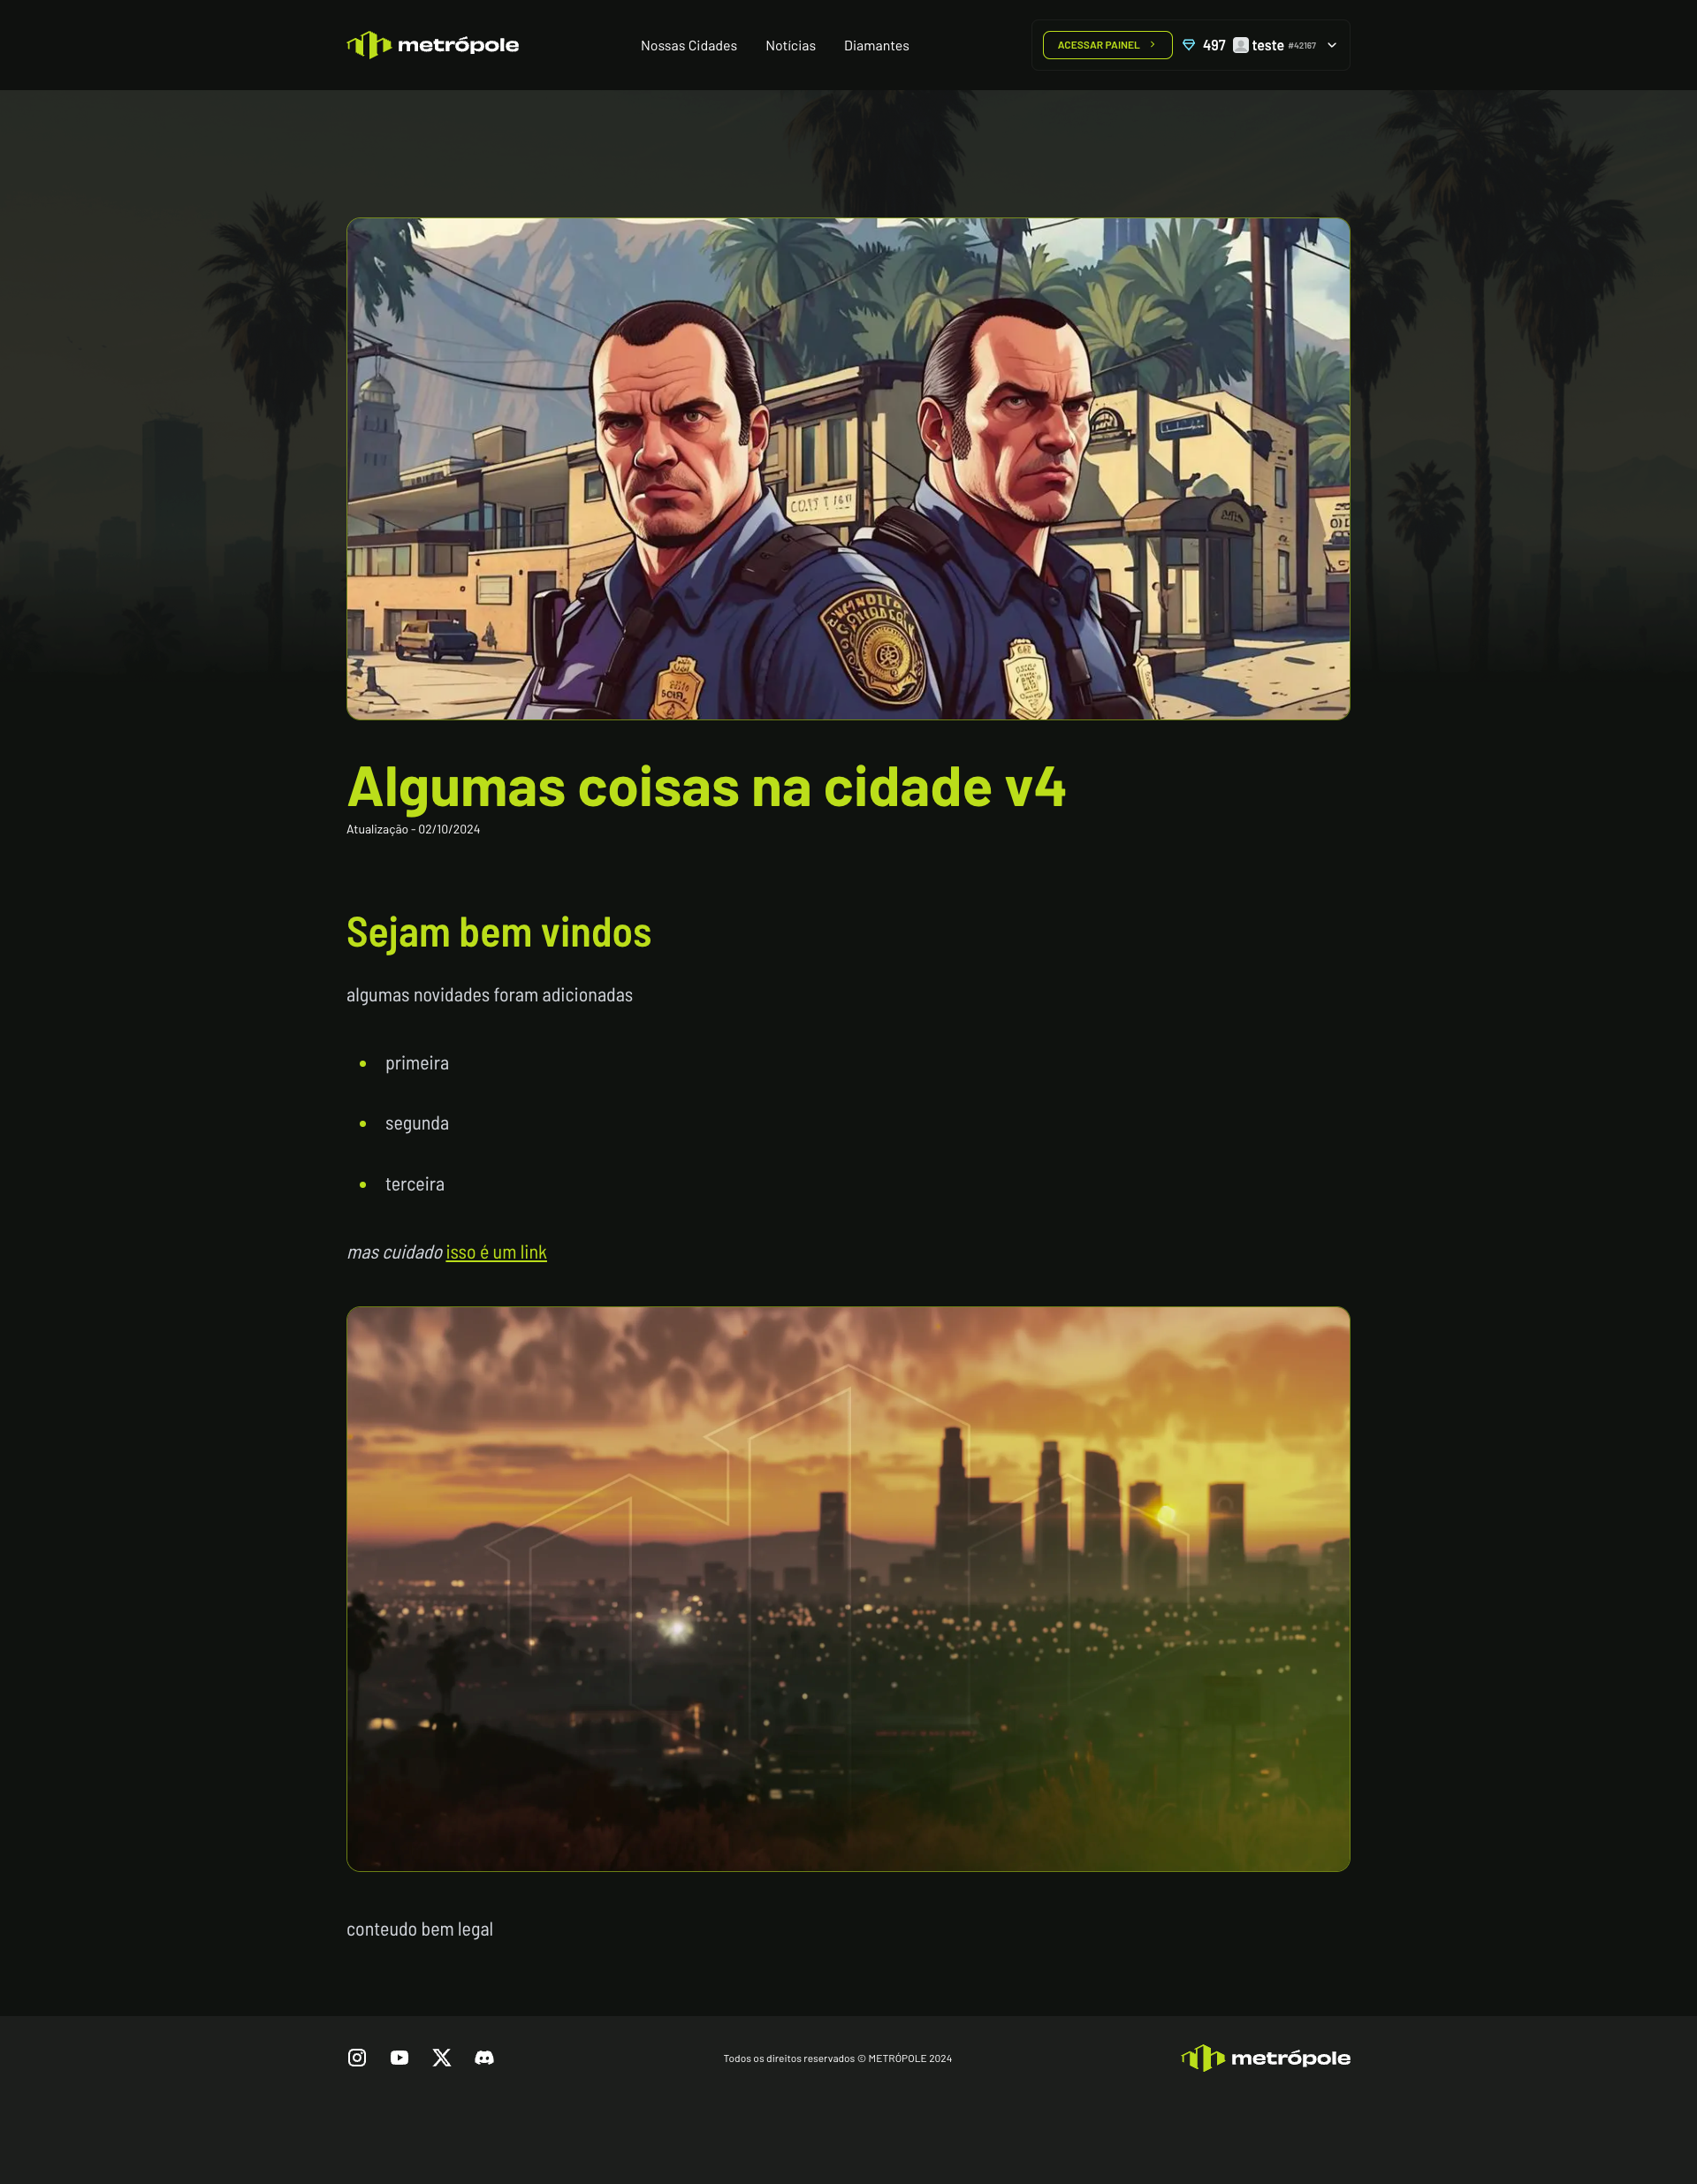 metrópole
Nossas Cidades
Notícias
Diamantes
ACESSAR PAINEL
497
teste #42167
Algumas coisas na cidade v4
Atualização - 02/10/2024
Sejam bem vindos
algumas novidades foram adicionadas
primeira
segunda
terceira
mas cuidado isso é um link
conteudo bem legal
Todos os direitos reservados © METRÓPOLE 2024
metrópole